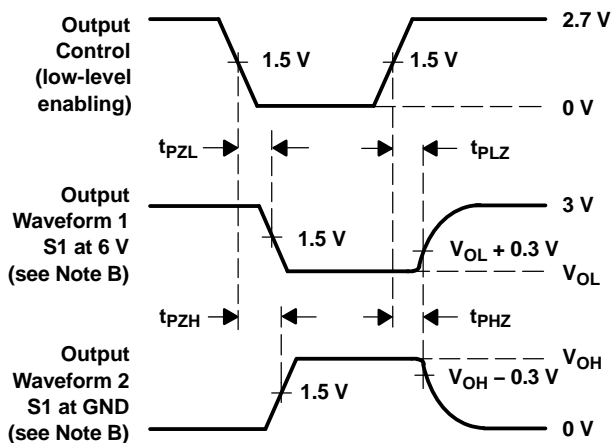 Output
Control
(low-level
enabling)
2.7 V
1.5 V
1.5 V
0 V
tPZL
tPLZ
Output
Waveform 1
S1 at 6 V
(see Note B)
3 V
1.5 V
VOL + 0.3 V
VOL
tPZH
tPHZ
Output
Waveform 2
S1 at GND
(see Note B)
VOH
VOH − 0.3 V
1.5 V
0 V